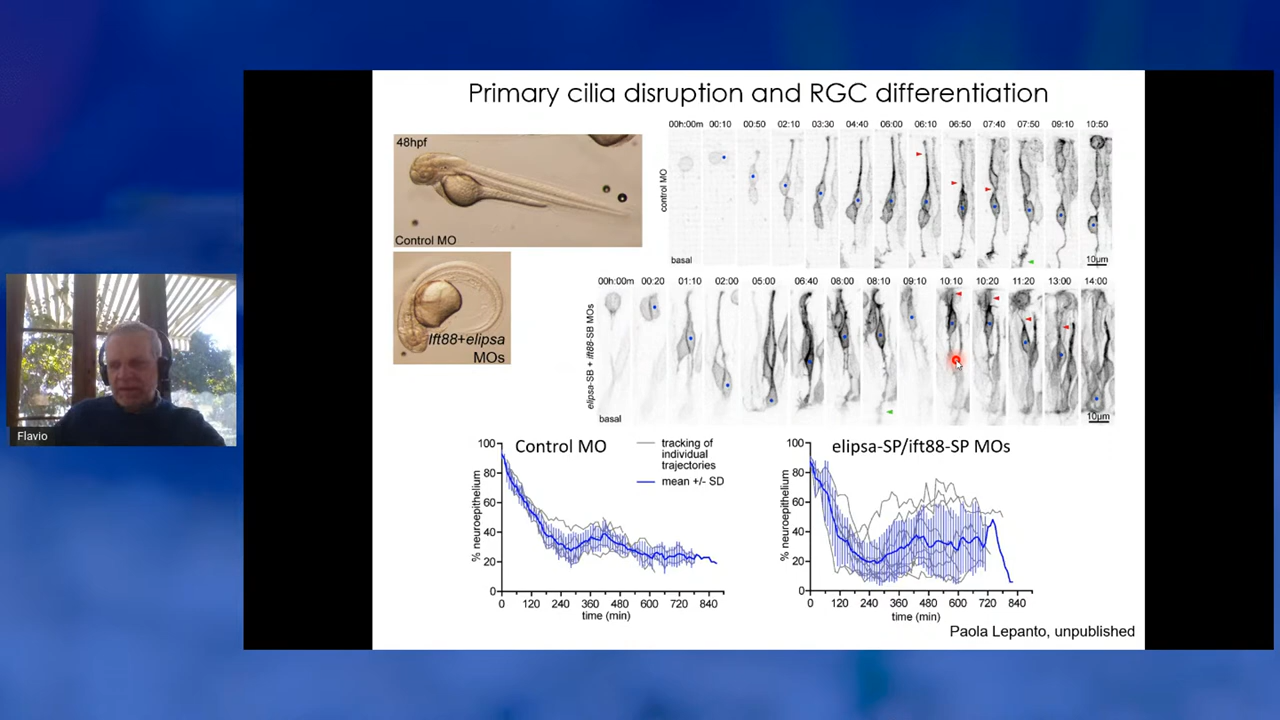 Primary cilia disruption and RGC differentiation
48hpf
Control MO
Ift88+elipsa
MOs
00h:00m 00:10 00:50 02:10 03:30 04:40 06:00 06:10 06:50 07:40 07:50 09:10 10:50
control MO
basal
10µm
00h:00m 00:20 01:10 02:00 05:00 06:40 08:00 08:10 09:10 10:10 10:20 11:20 13:00 14:00
elipsa-SB + ift88-SB MOs
basal
10µm
Control MO
tracking of
individual
trajectories
mean +/- SD
100
80
60
40
20
0
% neuroepithelium
0 120 240 360 480 600 720 840
time (min)
elipsa-SP/ift88-SP MOs
100
80
60
40
20
0
% neuroepithelium
0 120 240 360 480 600 720 840
time (min)
Paola Lepanto, unpublished
Flavio